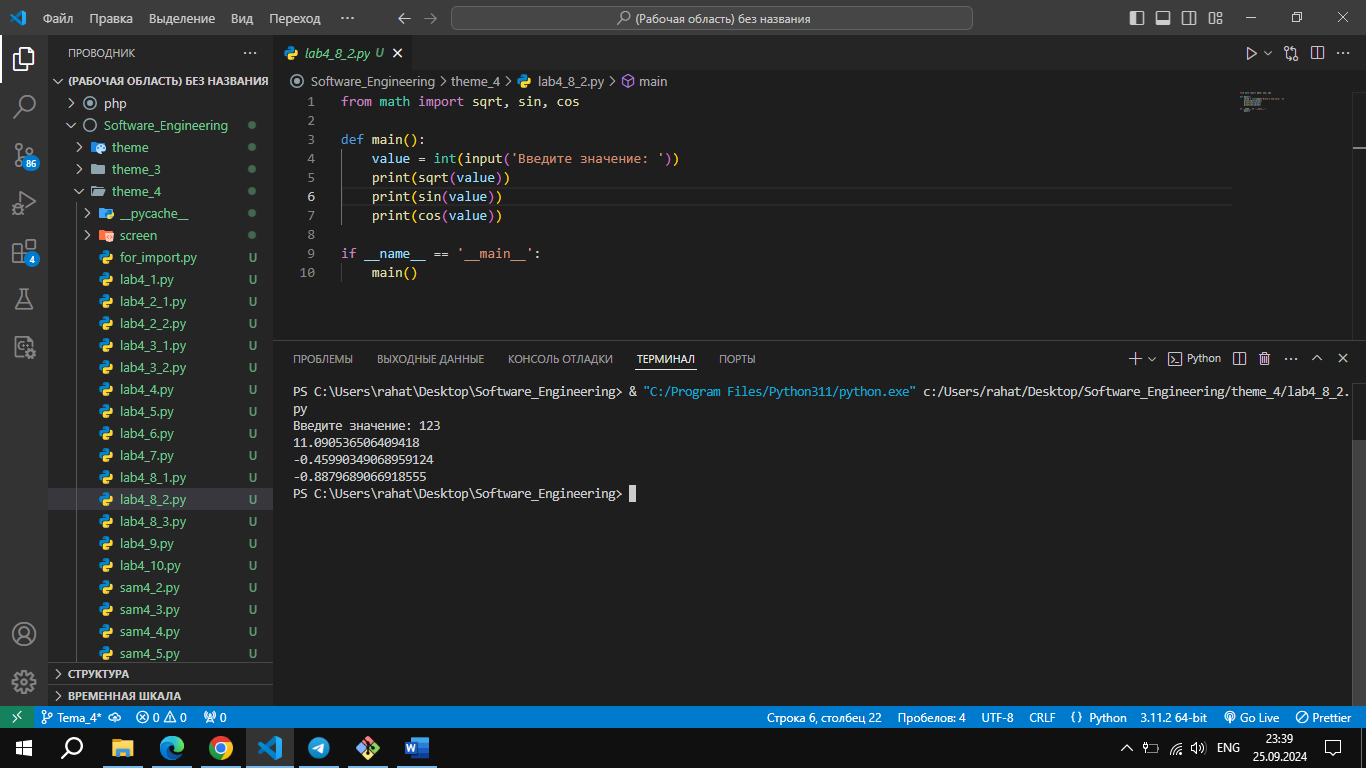 Файл Правка Выделение Вид Переход ··· (Рабочая область) без названия
ПРОВОДНИК ···
(РАБОЧАЯ ОБЛАСТЬ) БЕЗ НАЗВАНИЯ
php
Software_Engineering
theme
theme_3
theme_4
__pycache__
screen
for_import.py U
lab4_1.py U
lab4_2_1.py U
lab4_2_2.py U
lab4_3_1.py U
lab4_3_2.py U
lab4_4.py U
lab4_5.py U
lab4_6.py U
lab4_7.py U
lab4_8_1.py U
lab4_8_2.py U
lab4_8_3.py U
lab4_9.py U
lab4_10.py U
sam4_2.py U
sam4_3.py U
sam4_4.py U
sam4_5.py U
СТРУКТУРА
ВРЕМЕННАЯ ШКАЛА
86
4
lab4_8_2.py U
Software_Engineering > theme_4 > lab4_8_2.py > main
1 from math import sqrt, sin, cos
2
3 def main():
4 value = int(input('Введите значение: '))
5 print(sqrt(value))
6 print(sin(value))
7 print(cos(value))
8
9 if __name__ == '__main__':
10 main()
ПРОБЛЕМЫ ВЫХОДНЫЕ ДАННЫЕ КОНСОЛЬ ОТЛАДКИ ТЕРМИНАЛ ПОРТЫ Python
PS C:\Users\rahat\Desktop\Software_Engineering> & "C:/Program Files/Python311/python.exe" c:/Users/rahat/Desktop/Software_Engineering/theme_4/lab4_8_2.
py
Введите значение: 123
11.090536506409418
-0.45990349068959124
-0.8879689066918555
PS C:\Users\rahat\Desktop\Software_Engineering>
Tema_4* 0 0 0 Строка 6, столбец 22 Пробелов: 4 UTF-8 CRLF Python 3.11.2 64-bit Go Live Prettier
ENG 23:39
25.09.2024